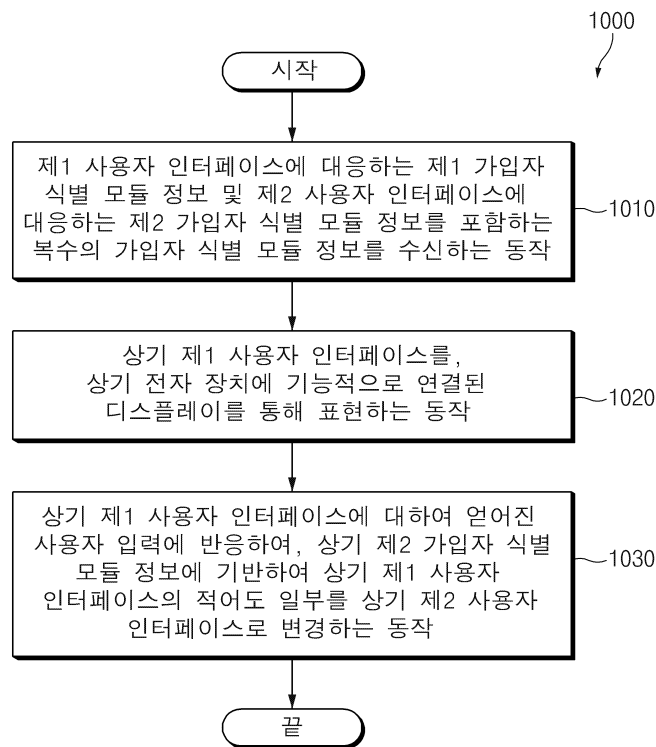 1000
시작
제1 사용자 인터페이스에 대응하는 제1 가입자
식별 모듈 정보 및 제2 사용자 인터페이스에
대응하는 제2 가입자 식별 모듈 정보를 포함하는
복수의 가입자 식별 모듈 정보를 수신하는 동작
1010
상기 제1 사용자 인터페이스를,
상기 전자 장치에 기능적으로 연결된
디스플레이를 통해 표현하는 동작
1020
상기 제1 사용자 인터페이스에 대하여 얻어진
사용자 입력에 반응하여, 상기 제2 가입자 식별
모듈 정보에 기반하여 상기 제1 사용자
인터페이스의 적어도 일부를 상기 제2 사용자
인터페이스로 변경하는 동작
1030
끝